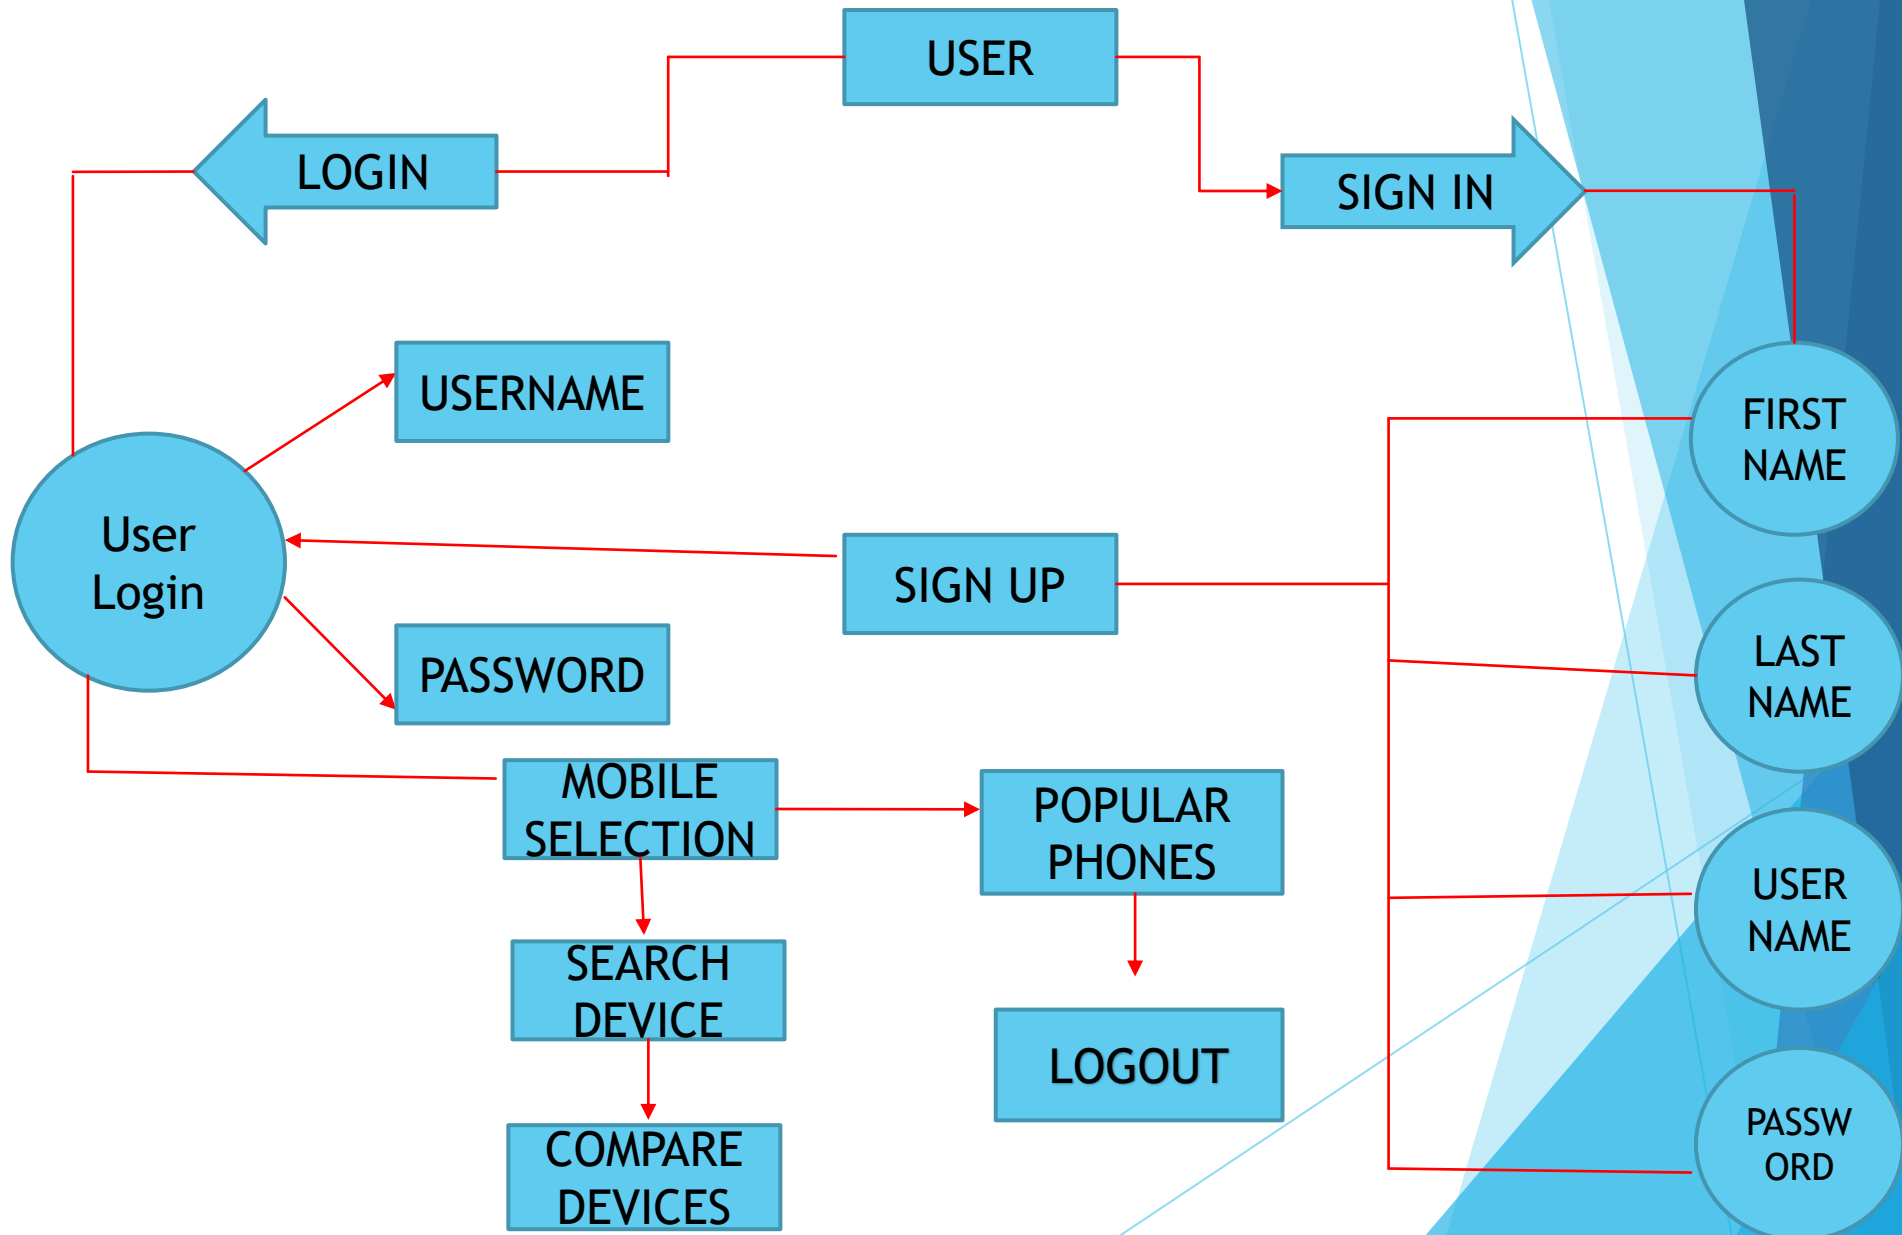 USER
LOGIN
SIGN IN
USERNAME
FIRST
NAME
User
Login
SIGN UP
PASSWORD
LAST
NAME
MOBILE
SELECTION
POPULAR
PHONES
USER
NAME
SEARCH
DEVICE
LOGOUT
COMPARE
DEVICES
PASSW
ORD